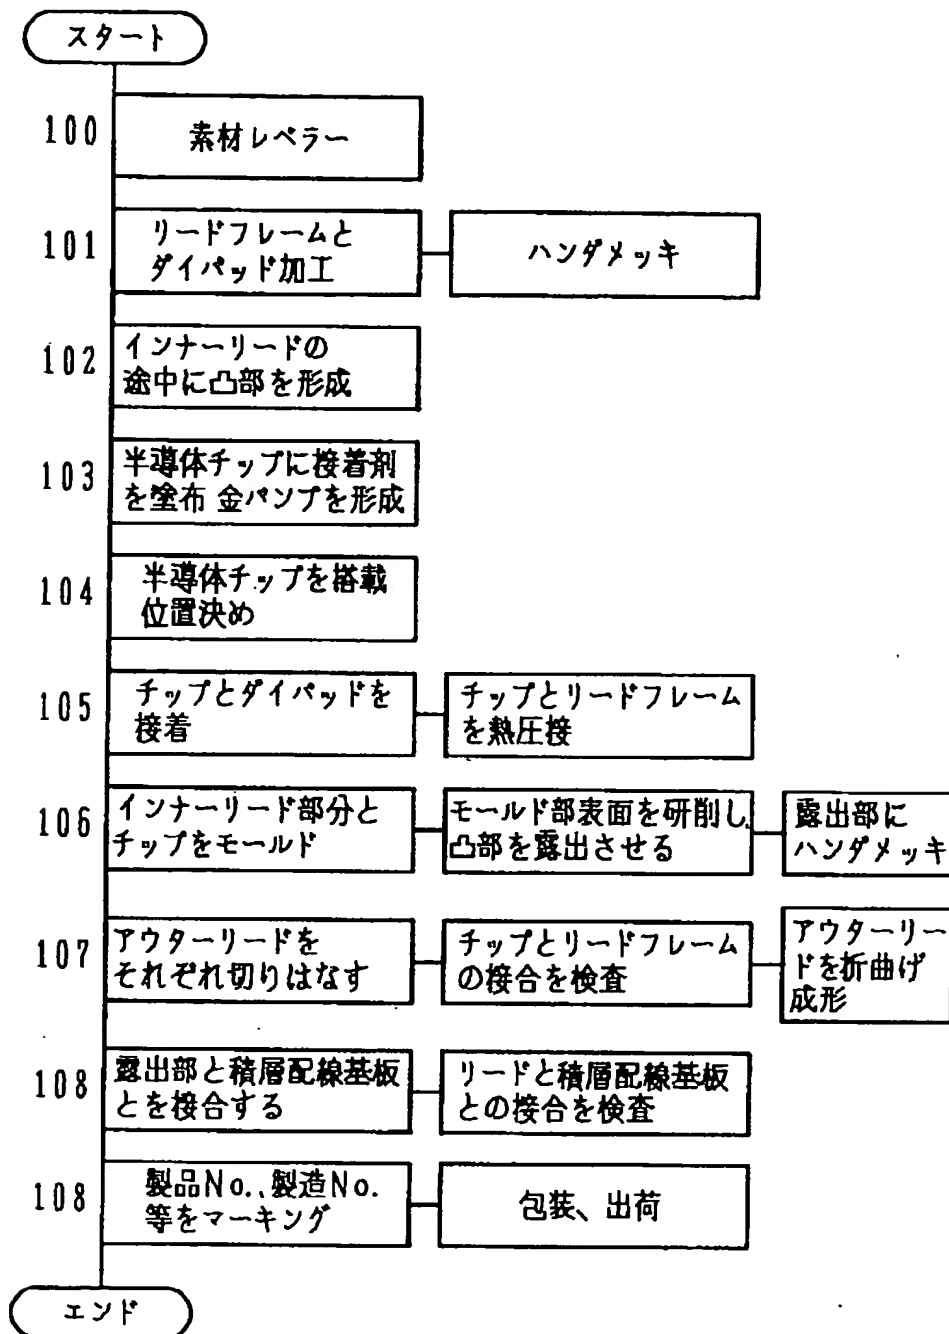 スタート
100
素材レベラー
101
リードフレームと
ダイパッド加工
ハンダメッキ
102
インナーリードの
途中に凸部を形成
103
半導体チップに接着剤
を塗布 金バンプを形成
104
半導体チップを搭載
位置決め
105
チップとダイパッドを
接着
チップとリードフレーム
を熱圧接
106
インナーリード部分と
チップをモールド
モールド部表面を研削し
凸部を露出させる
露出部に
ハンダメッキ
107
アウターリードを
それぞれ切りはなす
チップとリードフレーム
の接合を検査
アウターリー
ドを折曲げ
成形
108
露出部と積層配線基板
とを接合する
リードと積層配線基板
との接合を検査
108
製品No.、製造No.
等をマーキング
包装、出荷
エンド